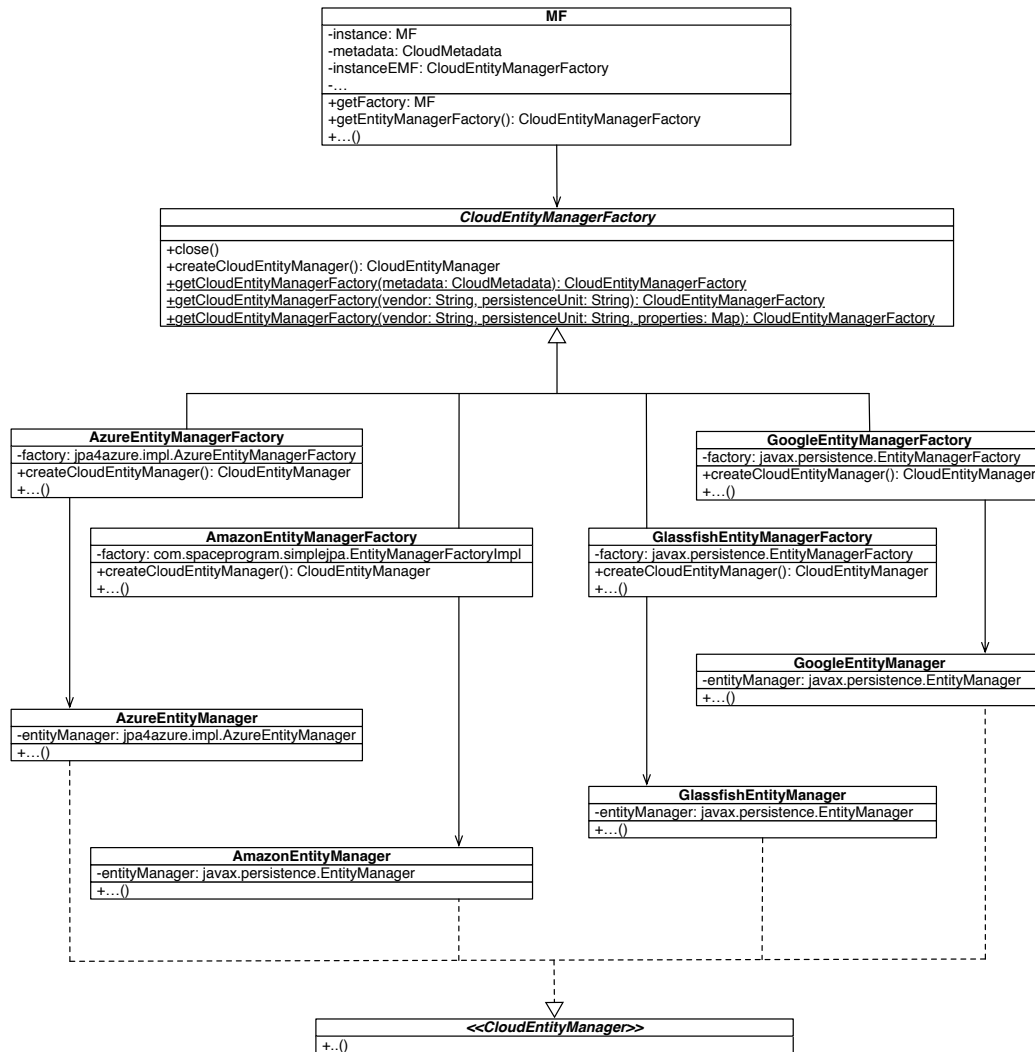 MF
-instance: MF
-metadata: CloudMetadata
-instanceEMF: CloudEntityManagerFactory
-...
+getFactory: MF
+getEntityManagerFactory(): CloudEntityManagerFactory
+...()
CloudEntityManagerFactory
+close()
+createCloudEntityManager(): CloudEntityManager
+getCloudEntityManagerFactory(metadata: CloudMetadata): CloudEntityManagerFactory
+getCloudEntityManagerFactory(vendor: String, persistenceUnit: String): CloudEntityManagerFactory
+getCloudEntityManagerFactory(vendor: String, persistenceUnit: String, properties: Map): CloudEntityManagerFactory
AzureEntityManagerFactory
-factory: jpa4azure.impl.AzureEntityManagerFactory
+createCloudEntityManager(): CloudEntityManager
+...()
GoogleEntityManagerFactory
-factory: javax.persistence.EntityManagerFactory
+createCloudEntityManager(): CloudEntityManager
+...()
AmazonEntityManagerFactory
-factory: com.spaceprogram.simplejpa.EntityManagerFactoryImpl
+createCloudEntityManager(): CloudEntityManager
+...()
GlassfishEntityManagerFactory
-factory: javax.persistence.EntityManagerFactory
+createCloudEntityManager(): CloudEntityManager
+...()
GoogleEntityManager
-entityManager: javax.persistence.EntityManager
+...()
AzureEntityManager
-entityManager: jpa4azure.impl.AzureEntityManager
+...()
GlassfishEntityManager
-entityManager: javax.persistence.EntityManager
+...()
AmazonEntityManager
-entityManager: javax.persistence.EntityManager
+...()
<<CloudEntityManager>>
+..()